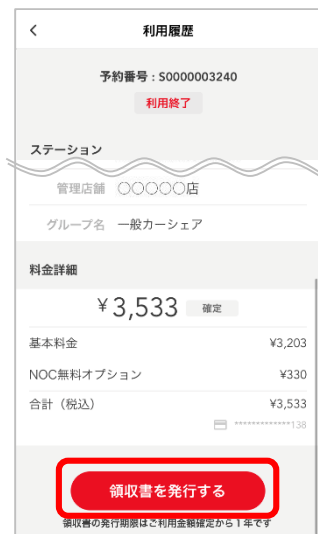 利用履歴
予約番号 : S0000003240
利用終了
ステーション
管理店舗 〇〇〇〇〇店
グループ名 一般カーシェア
料金詳細
¥3,533 確定
基本料金 ¥3,203
NOC無料オプション ¥330
合計（税込） ¥3,533
*************138
領収書を発行する
領収書の発行期限はご利用金額確定から1年です